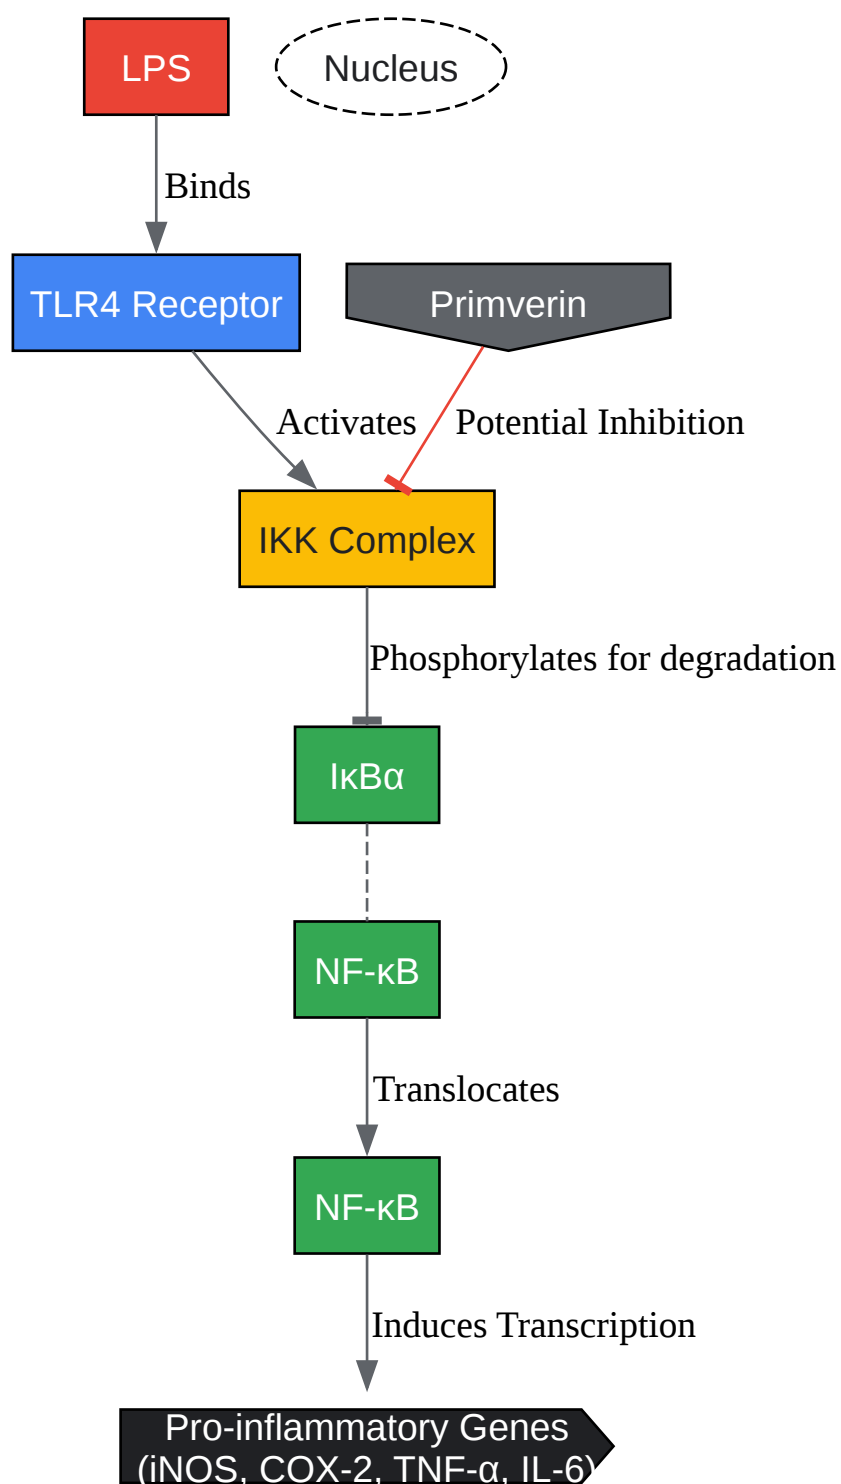 LPS
Nucleus
Binds
TLR4 Receptor
Primverin
Activates
Potential Inhibition
IKK Complex
Phosphorylates for degradation
IκBα
NF-κB
Translocates
NF-κB
Induces Transcription
Pro-inflammatory Genes
(iNOS, COX-2, TNF-α, IL-6)